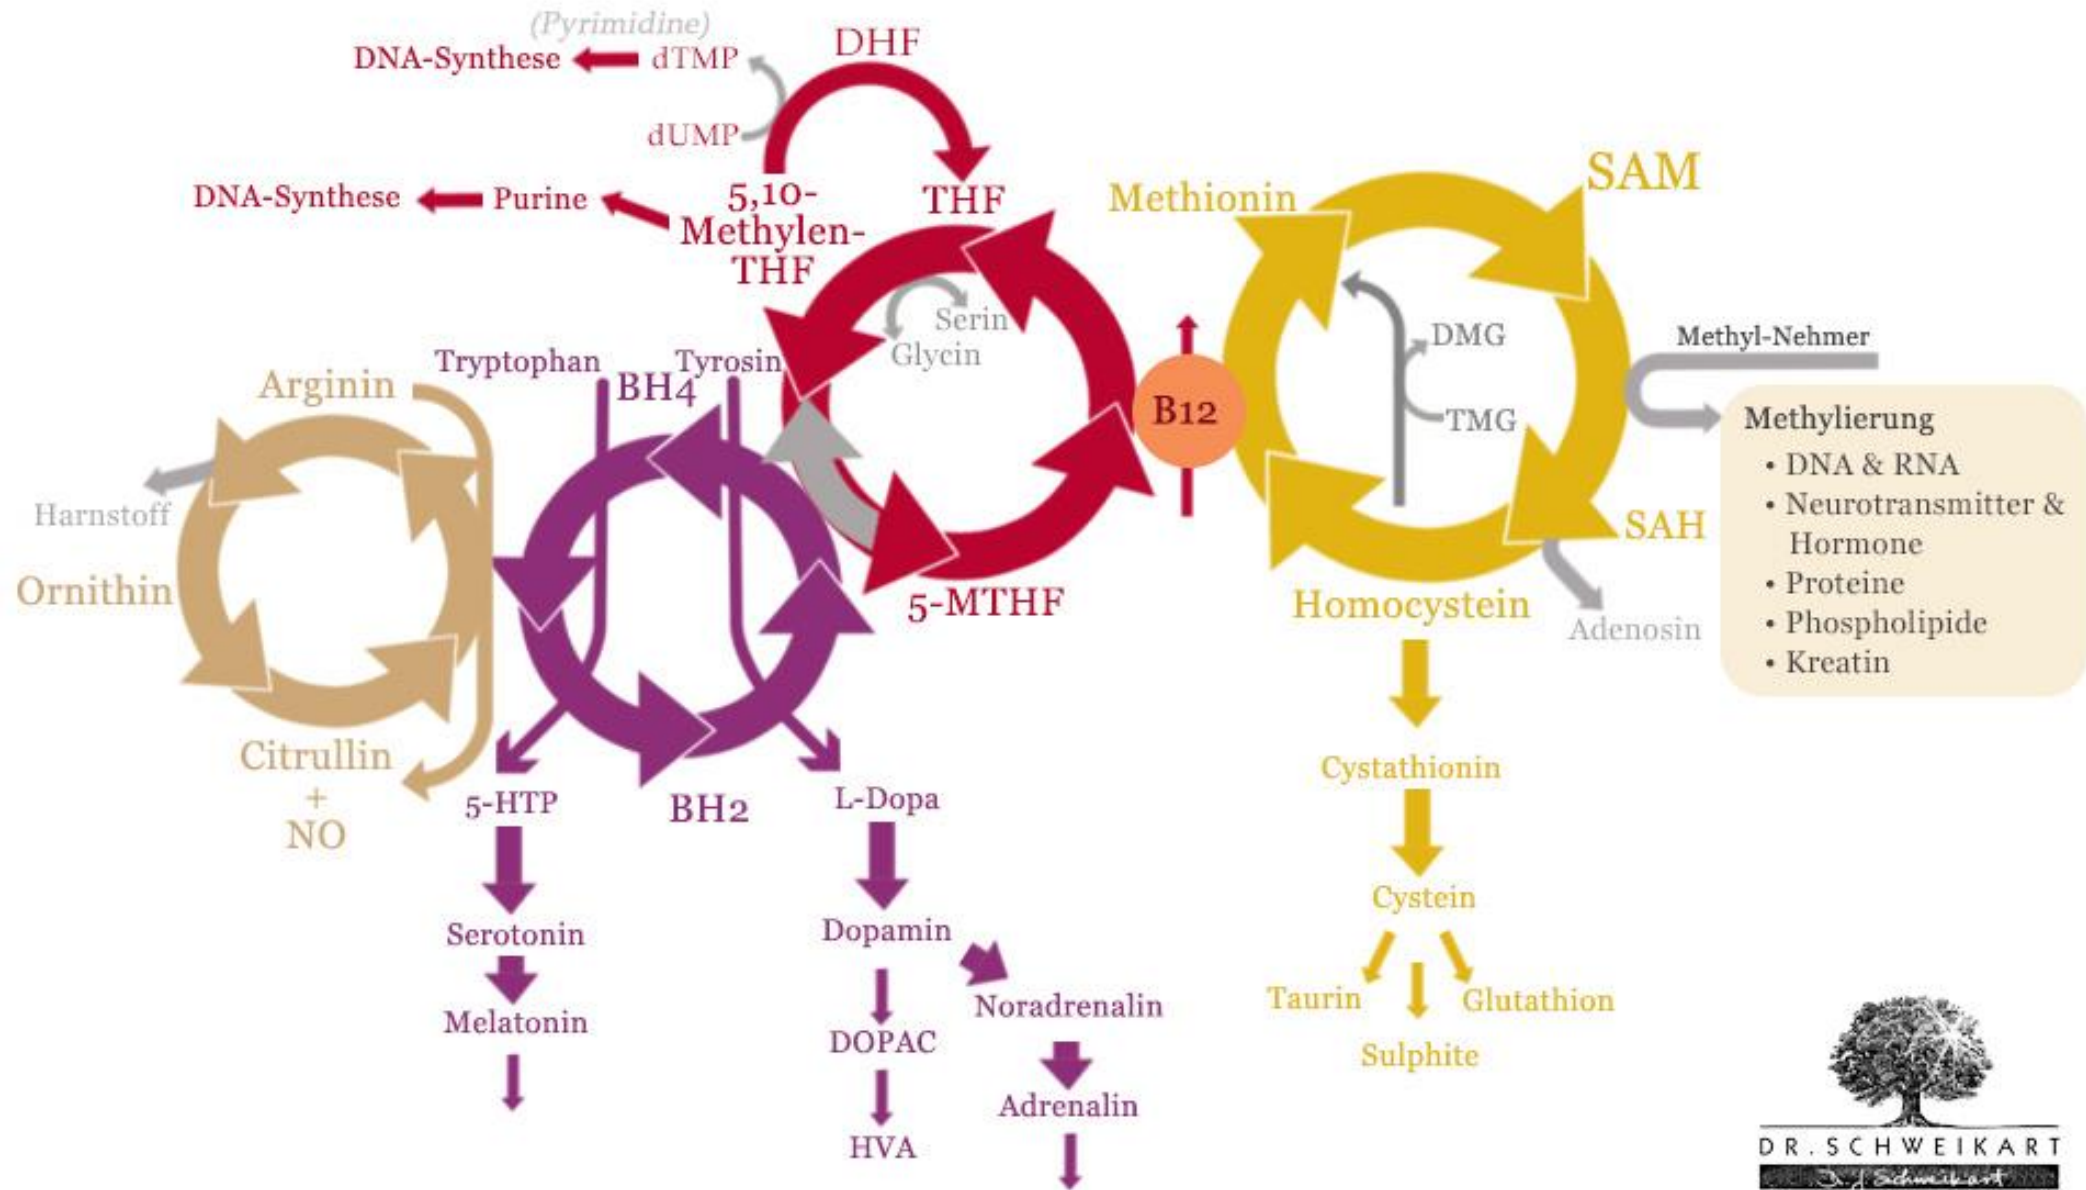 (Pyrimidine)
DNA-Synthese
dTMP
DHF
dUMP
DNA-Synthese
Purine
5,10-
Methylen-
THF
THF
Serin
Glycin
Methionin
SAM
DMG
TMG
B12
Methyl-Nehmer
Methylierung
• DNA & RNA
• Neurotransmitter &
Hormone
• Proteine
• Phospholipide
• Kreatin
SAH
Adenosin
Homocystein
5-MTHF
Tryptophan
BH4
Tyrosin
Arginin
Harnstoff
Ornithin
Citrullin
+
NO
5-HTP
BH2
L-Dopa
Serotonin
Melatonin
Dopamin
DOPAC
HVA
Noradrenalin
Adrenalin
Cystathionin
Cystein
Taurin
Sulphite
Glutathion
DR. SCHWEIKART
Schweikart